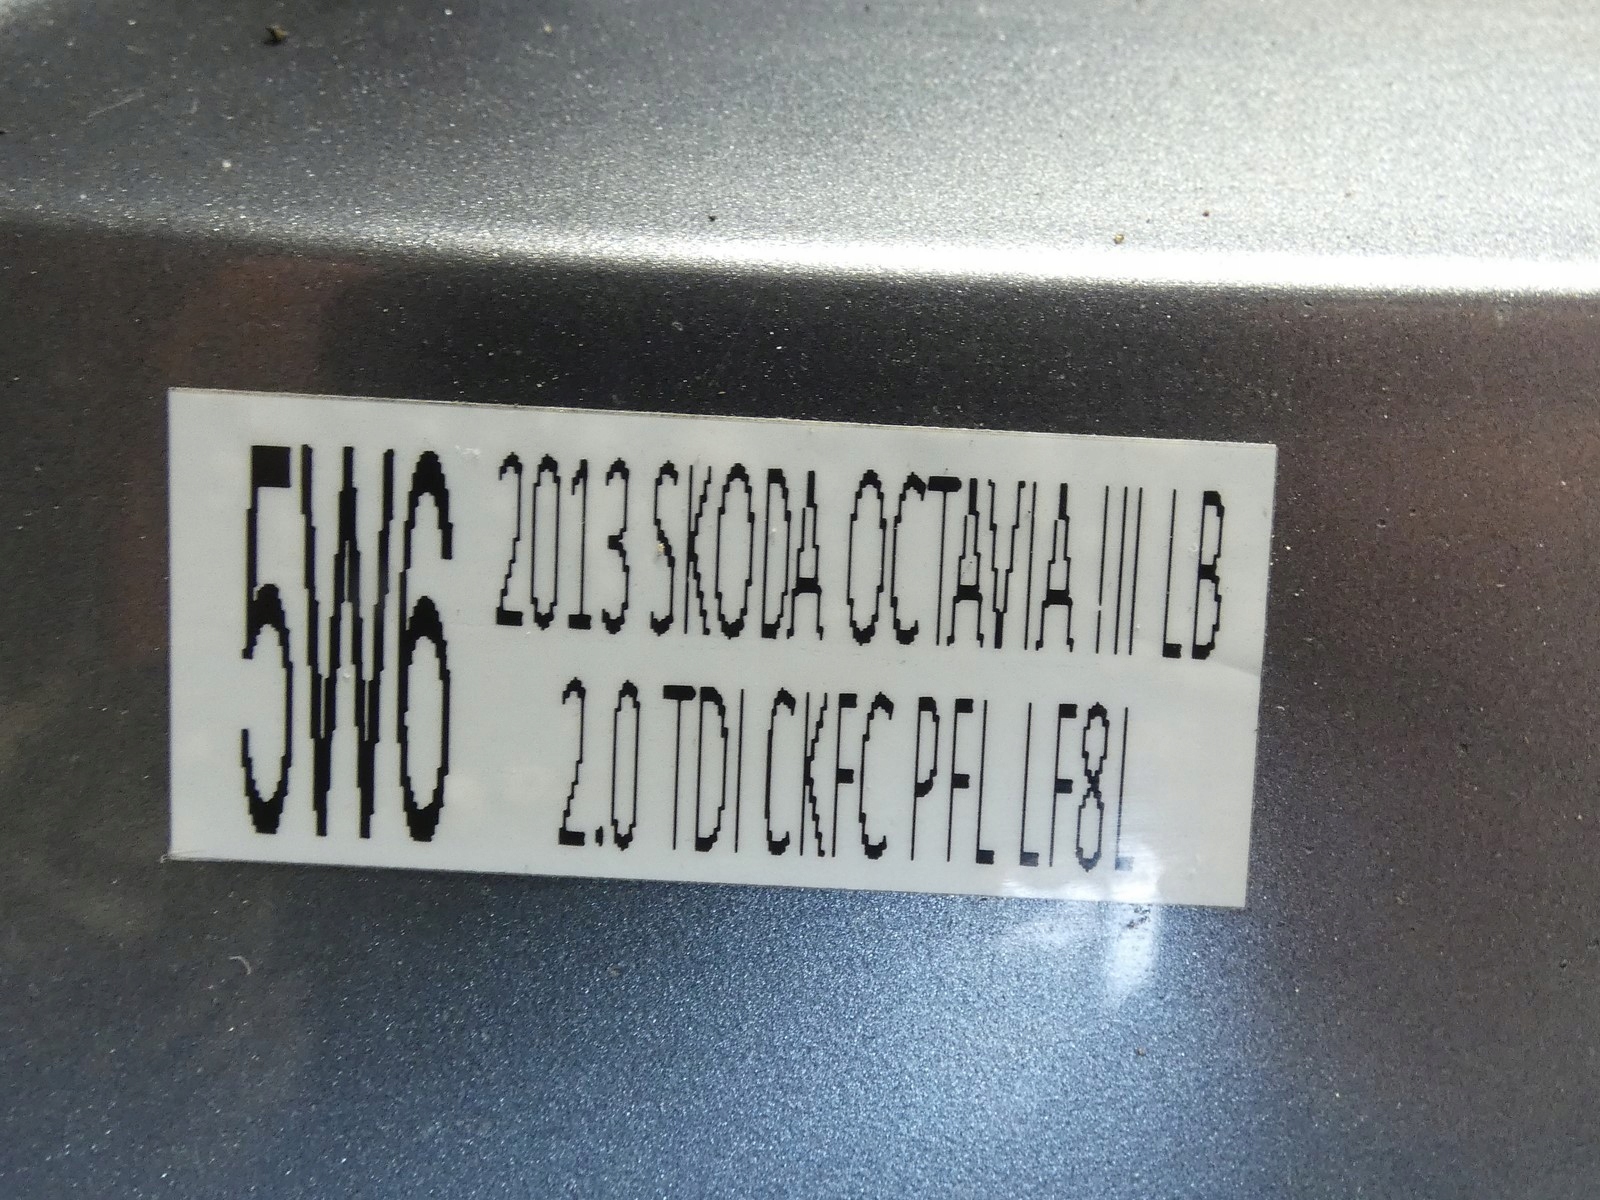 5W6
2013 SKODA OCTAVIA III LB
2.0 TDI CKFC PFL LF8L